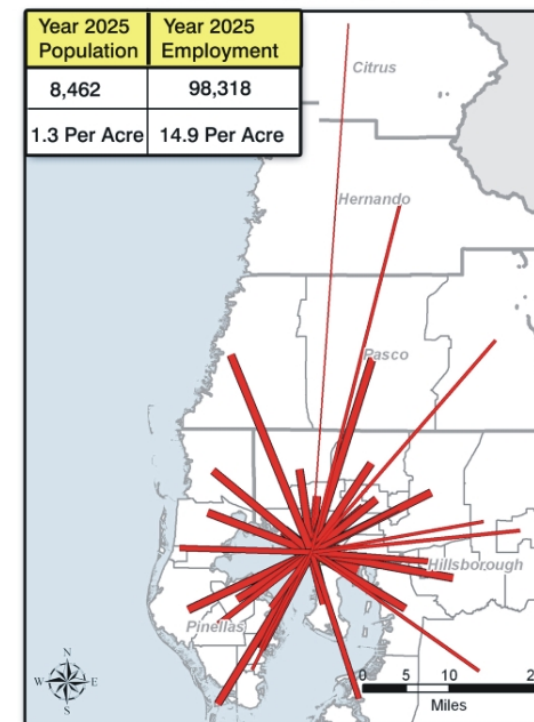 Year 2025 Population
Year 2025 Employment
8,462
98,318
1.3 Per Acre
14.9 Per Acre
Citrus
Hernando
Pasco
Hillsborough
Pinellas
N
W
E
S
0 5 10 2
Miles